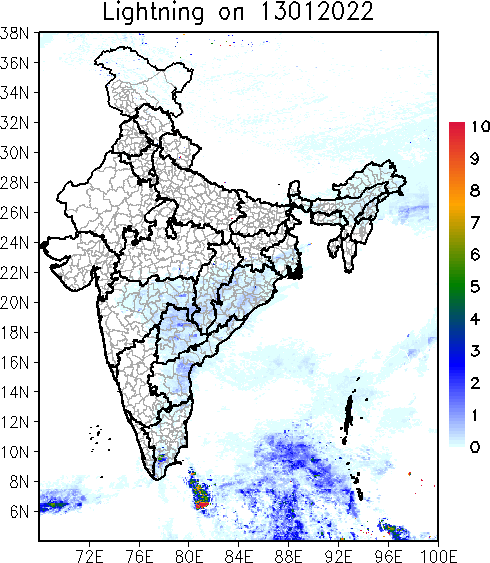 Lightning on 13012022
38N
36N
34N
32N
30N
28N
26N
24N
22N
20N
18N
16N
14N
12N
10N
8N
6N
72E 76E 80E 84E 88E 92E 96E 100E
10
9
8
7
6
5
4
3
2
1
0